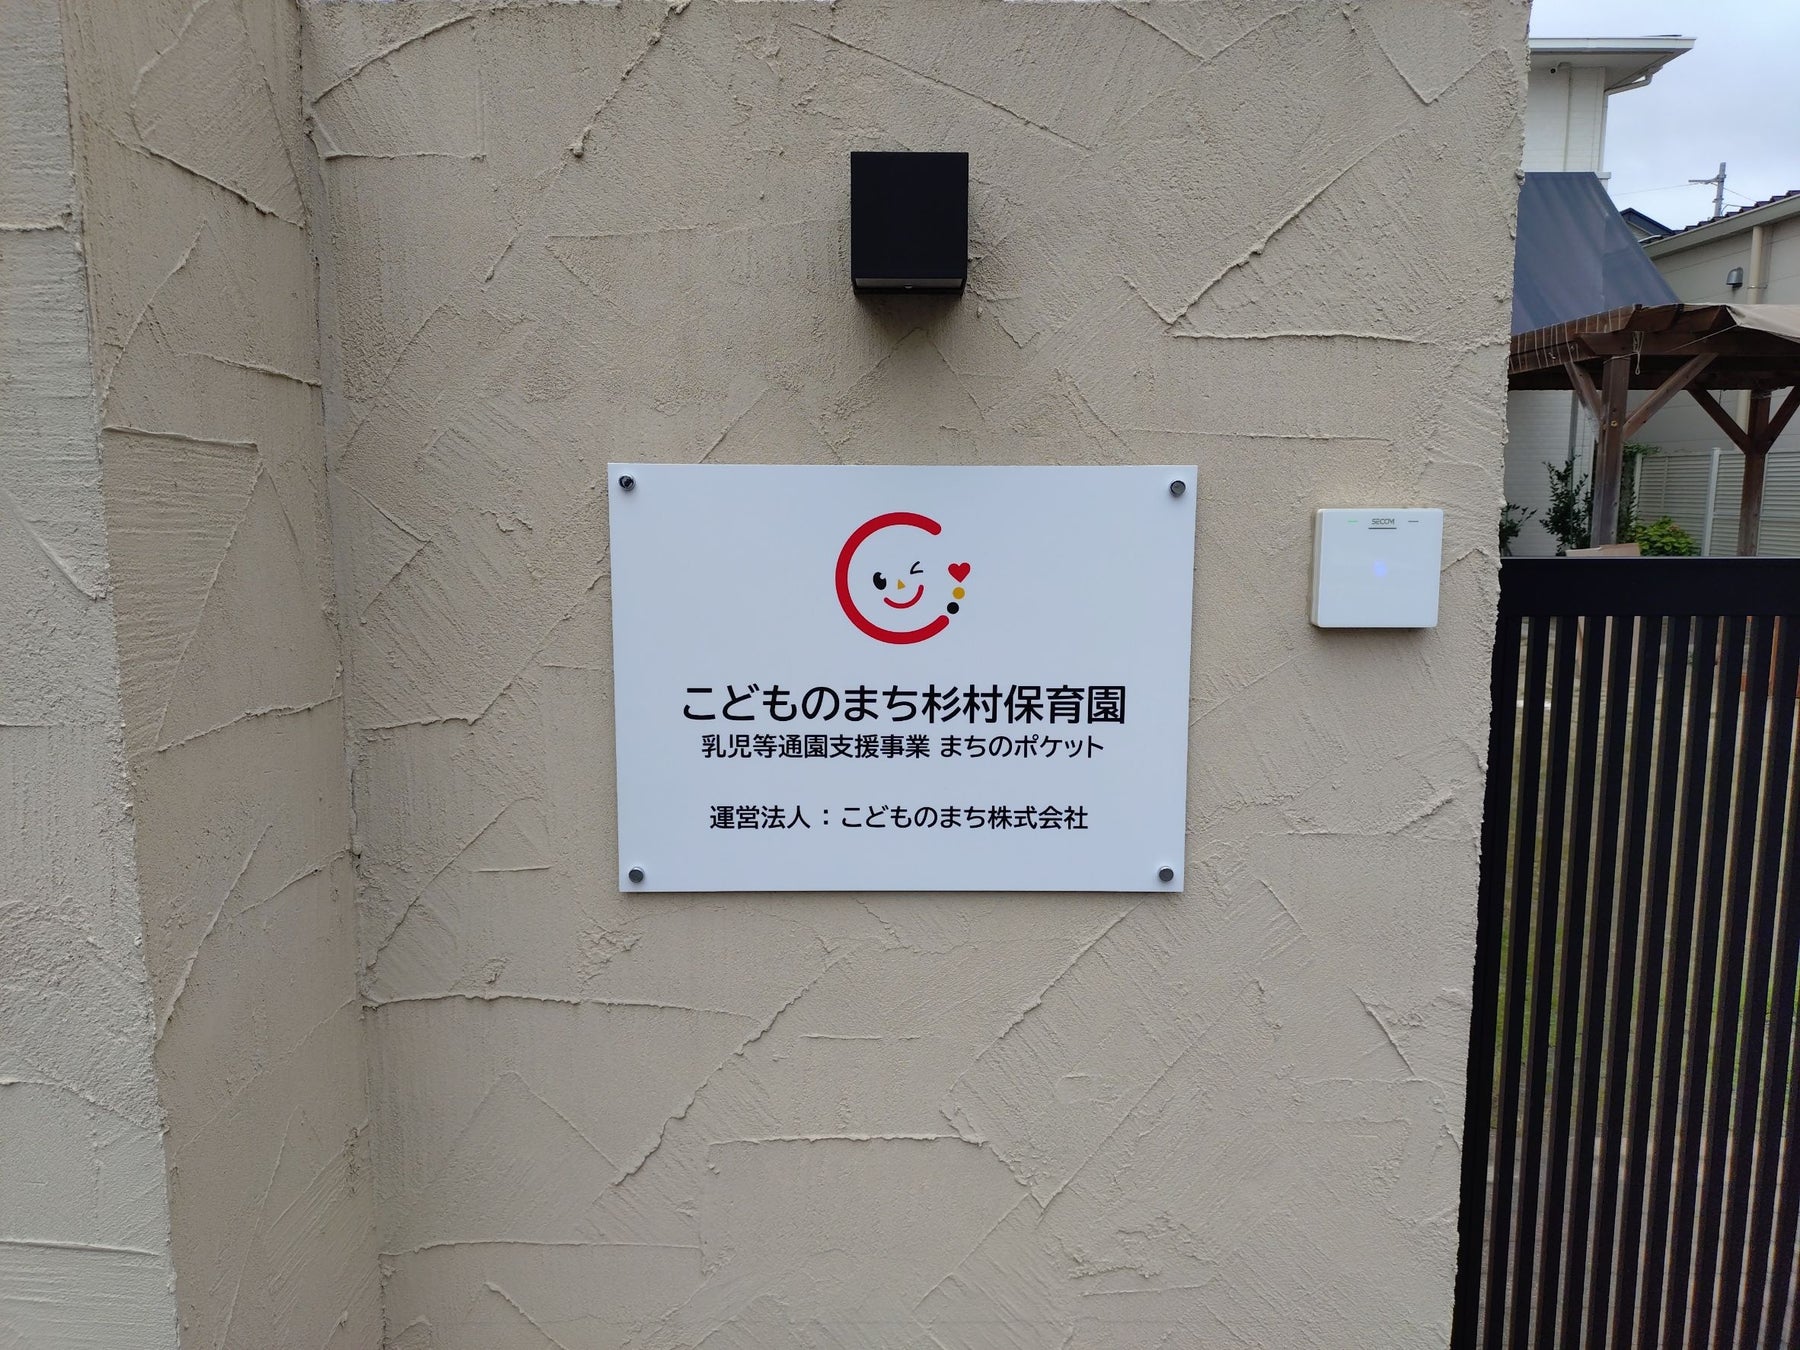 こどものまち杉村保育園
乳児等通園支援事業 まちのポケット
運営法人：こどものまち株式会社
SECOM